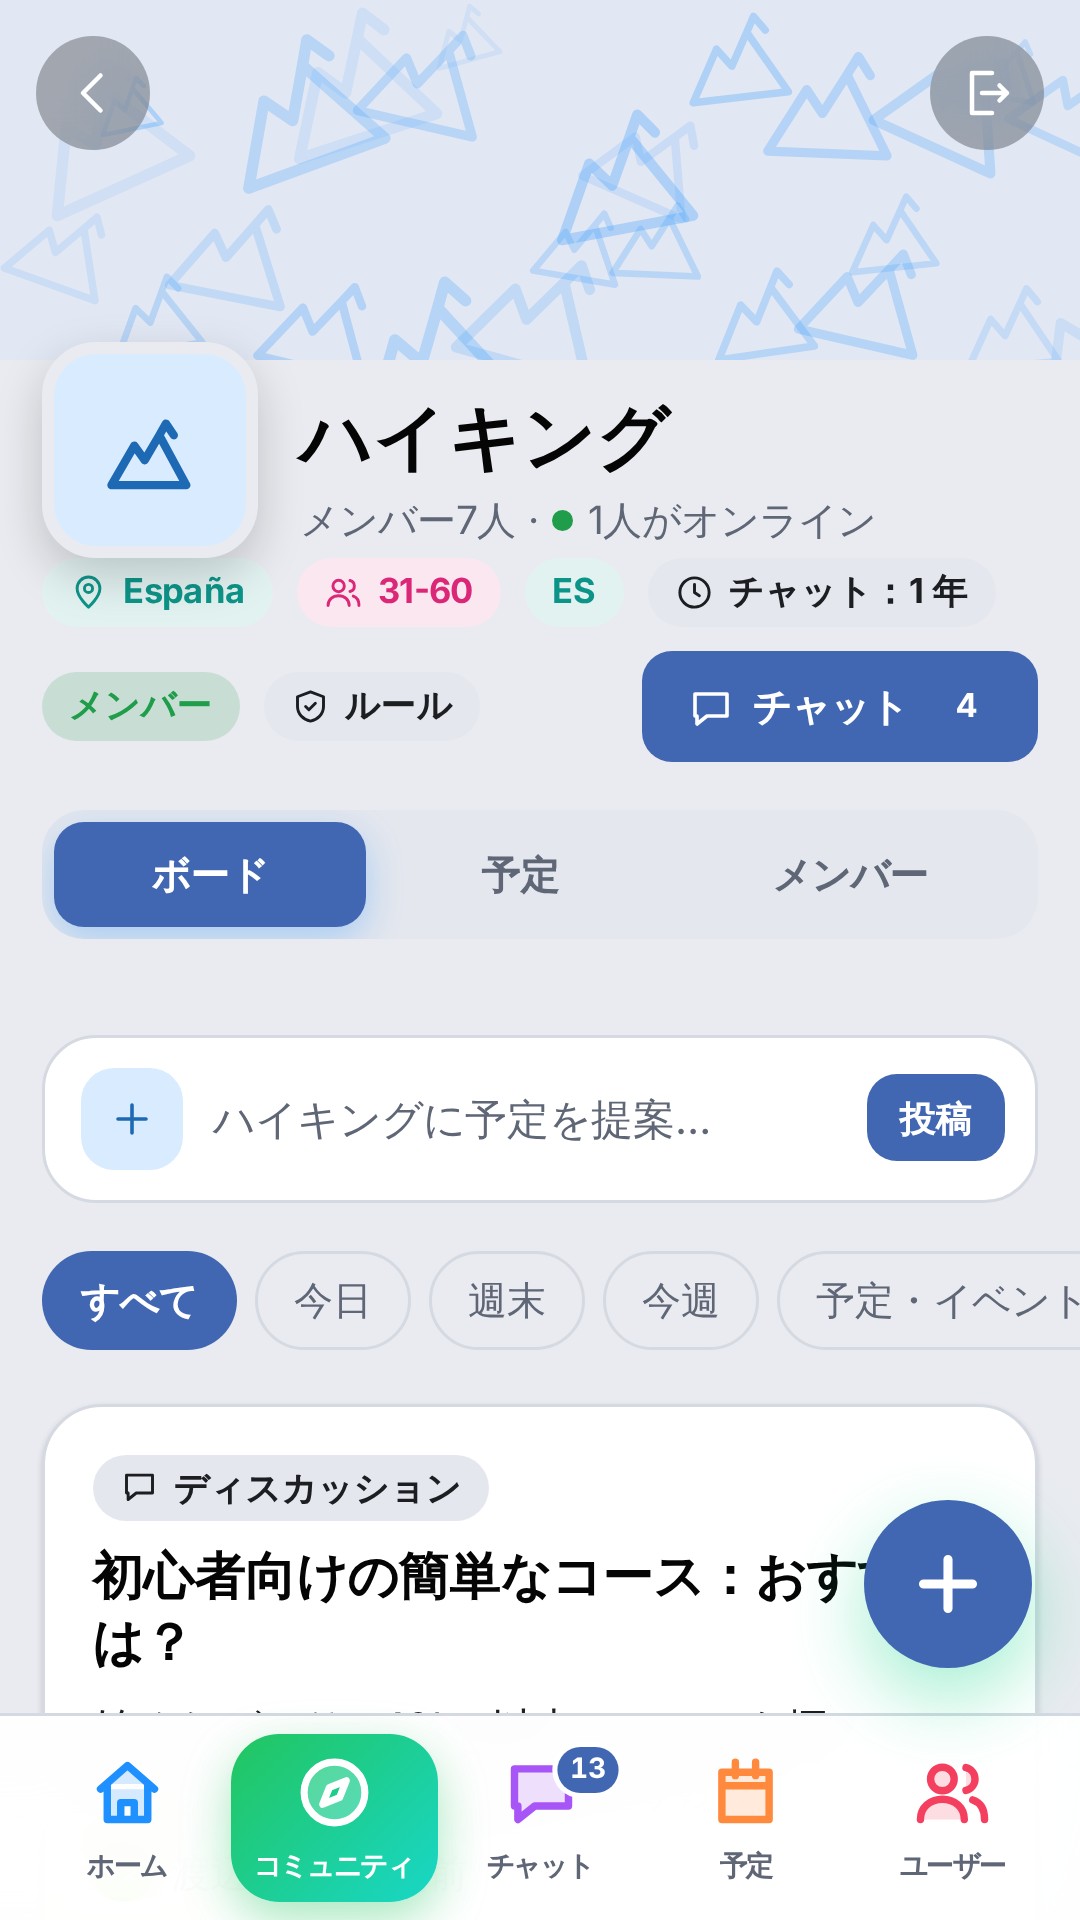 ハイキング
メンバー7人 · 1人がオンライン
España
31-60
ES
チャット：1 年
メンバー
ルール
チャット 4
ボード
予定
メンバー
ハイキングに予定を提案...
投稿
すべて
今日
週末
今週
予定・イベント
ディスカッション
初心者向けの簡単なコース：おす
は？
13
ホーム
コミュニティ
チャット
予定
ユーザー